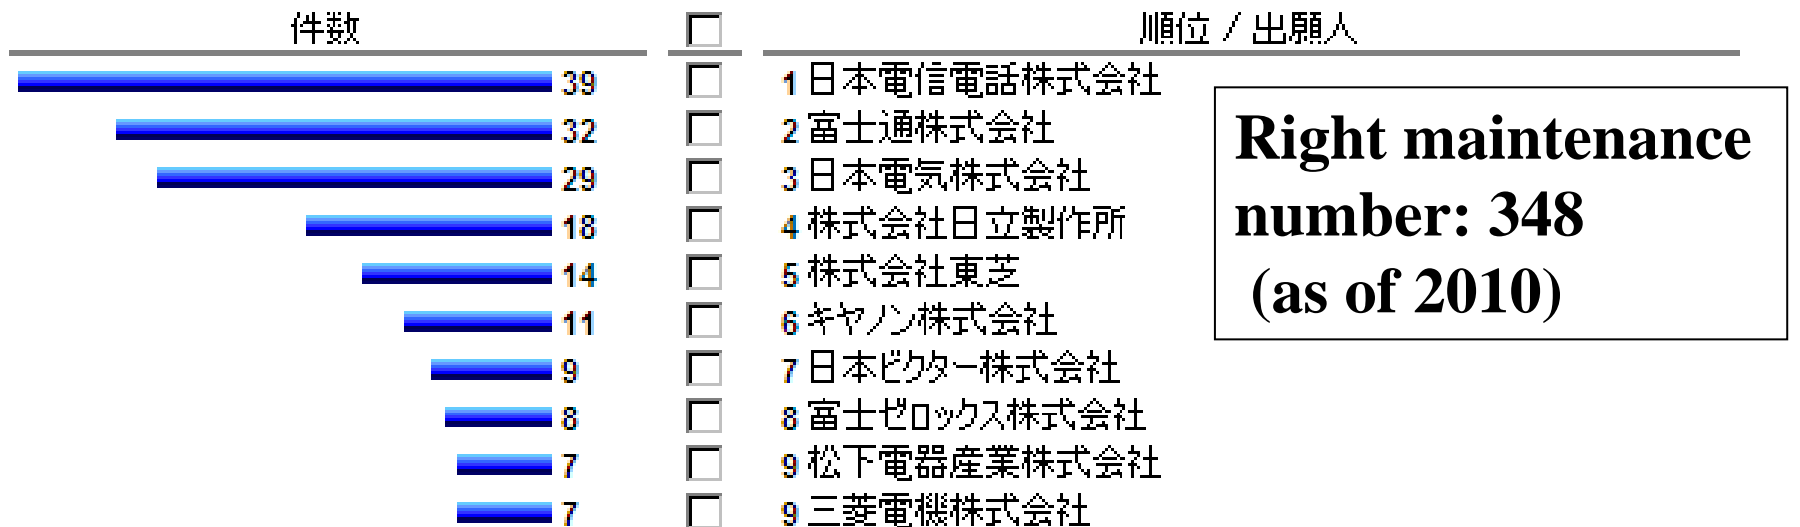 件数 順位 / 出願人
39 1 日本電信電話株式会社
32 2 富士通株式会社
29 3 日本電気株式会社
18 4 株式会社日立製作所
14 5 株式会社東芝
11 6 キヤノン株式会社
9 7 日本ビクター株式会社
8 8 富士ゼロックス株式会社
7 9 松下電器産業株式会社
7 9 三菱電機株式会社
Right maintenance
number: 348
(as of 2010)